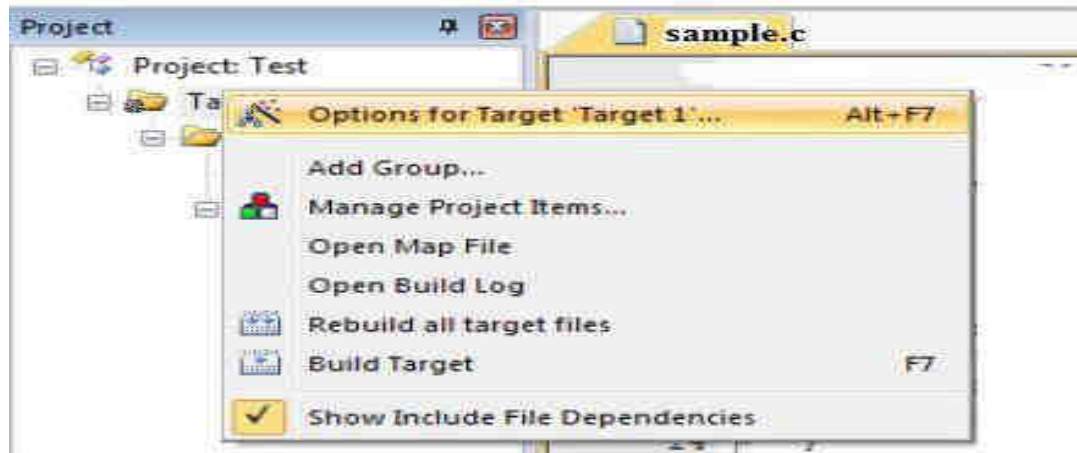 Project
sample.c
Project: Test
Ta
Options for Target 'Target 1'... Alt+F7
Add Group...
Manage Project Items...
Open Map File
Open Build Log
Rebuild all target files
Build Target F7
Show Include File Dependencies